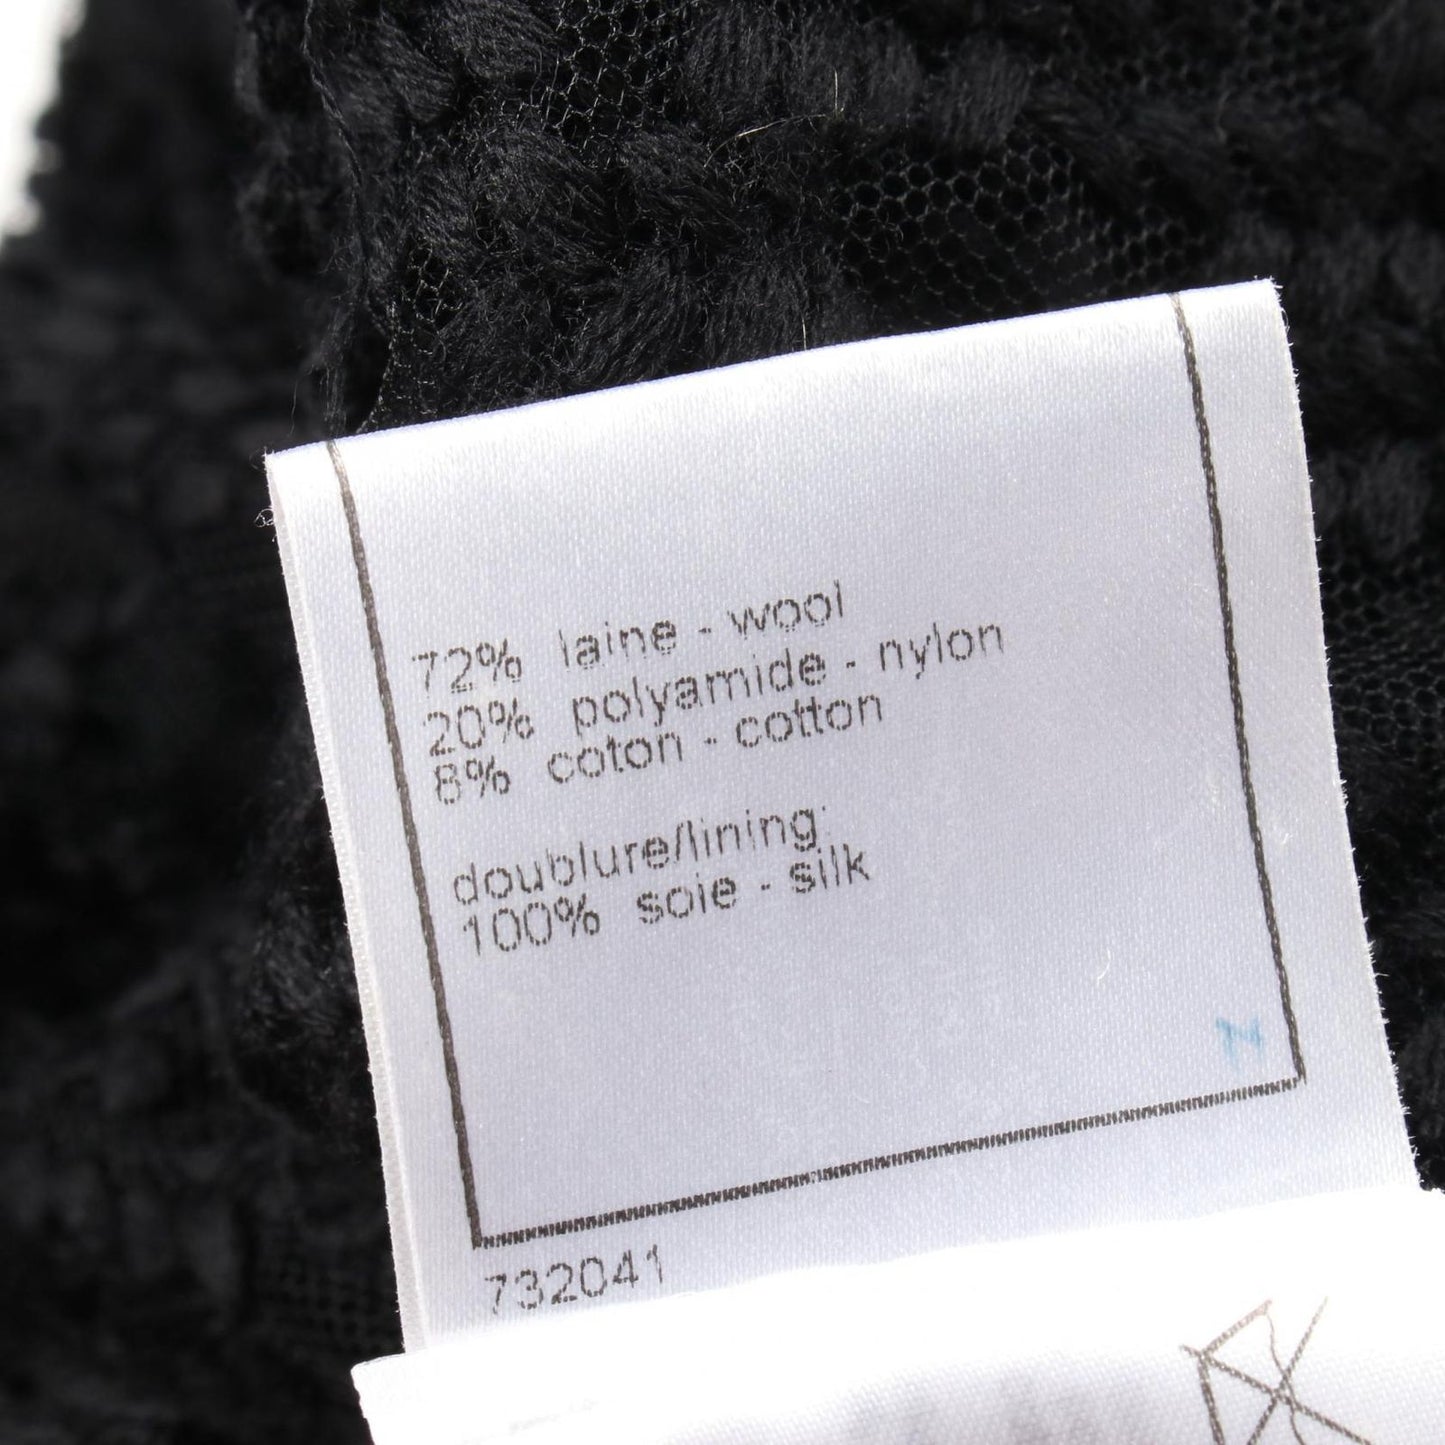 72% laine - wool
20% polyamide - nylon
8% coton - cotton
doublure/lining:
100% soie - silk
N
732041